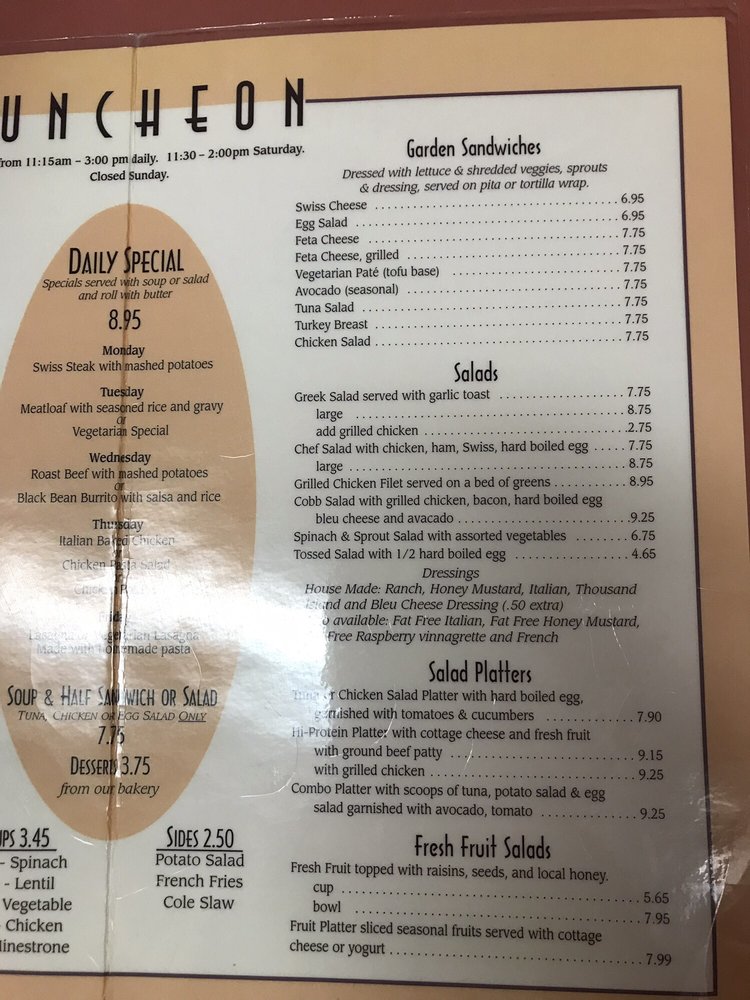 UNCHEON
from 11:15am – 3:00 pm daily. 11:30 – 2:00pm Saturday.
Closed Sunday.
DAILY SPECIAL
Specials served with soup or salad
and roll with butter
8.95
Monday
Swiss Steak with mashed potatoes
Tuesday
Meatloaf with seasoned rice and gravy
or
Vegetarian Special
Wednesday
Roast Beef with mashed potatoes
or
Black Bean Burrito with salsa and rice
Thursday
Italian Baked Chicken
or
Chicken Pasta Salad
Chicken
Friday
Lasagna or Vegetarian Lasagna
Made with homemade pasta
SOUP & HALF SANDWICH OR SALAD
TUNA, CHICKEN OR EGG SALAD ONLY
7.75
DESSERTS 3.75
from our bakery
UPS 3.45
- Spinach
- Lentil
Vegetable
- Chicken
inestrone
SIDES 2.50
Potato Salad
French Fries
Cole Slaw
Garden Sandwiches
Dressed with lettuce & shredded veggies, sprouts
& dressing, served on pita or tortilla wrap.
Swiss Cheese 6.95
Egg Salad 6.95
Feta Cheese 7.75
Feta Cheese, grilled 7.75
Vegetarian Paté (tofu base) 7.75
Avocado (seasonal) 7.75
Tuna Salad 7.75
Turkey Breast 7.75
Chicken Salad 7.75
Salads
Greek Salad served with garlic toast 7.75
large 8.75
add grilled chicken 2.75
Chef Salad with chicken, ham, Swiss, hard boiled egg 7.75
large 8.75
Grilled Chicken Filet served on a bed of greens 8.95
Cobb Salad with grilled chicken, bacon, hard boiled egg
bleu cheese and avacado 9.25
Spinach & Sprout Salad with assorted vegetables 6.75
Tossed Salad with 1/2 hard boiled egg 4.65
Dressings
House Made: Ranch, Honey Mustard, Italian, Thousand
Island and Bleu Cheese Dressing (.50 extra)
o available: Fat Free Italian, Fat Free Honey Mustard,
Free Raspberry vinnagrette and French
Salad Platters
Tuna or Chicken Salad Platter with hard boiled egg,
garnished with tomatoes & cucumbers 7.90
Hi-Protein Platter with cottage cheese and fresh fruit
with ground beef patty 9.15
with grilled chicken 9.25
Combo Platter with scoops of tuna, potato salad & egg
salad garnished with avocado, tomato 9.25
Fresh Fruit Salads
Fresh Fruit topped with raisins, seeds, and local honey.
cup 5.65
bowl 7.95
Fruit Platter sliced seasonal fruits served with cottage
cheese or yogurt 7.99